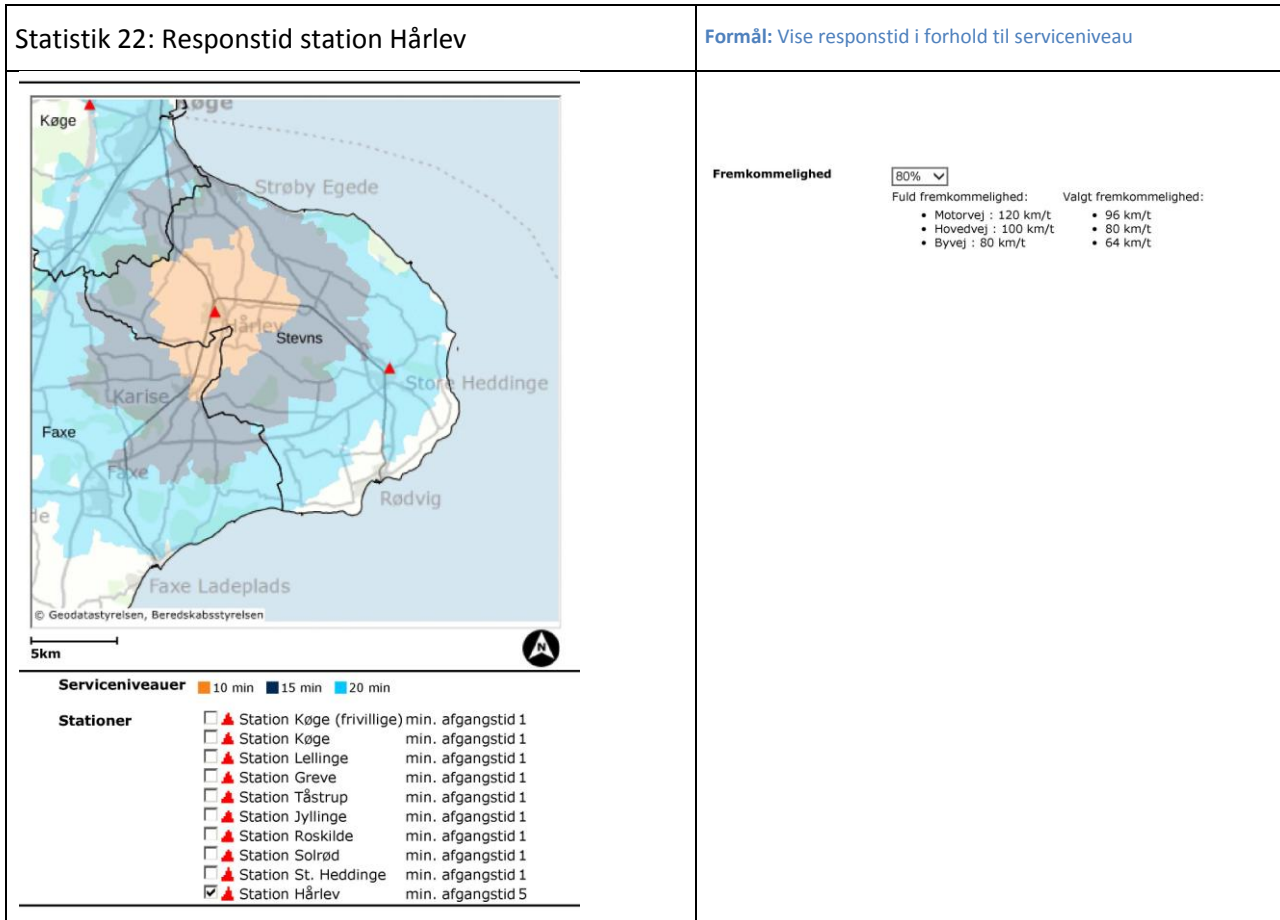 Statistik 22: Responstid station Hårlev
Formål: Vise responstid i forhold til serviceniveau
Køge
Køge
Strøby Egede
Hårlev
Stevns
Store Heddinge
Karise
Faxe
Faxe
Rødvig
de
Faxe Ladeplads
© Geodatastyrelsen, Beredskabsstyrelsen
5km
N
Serviceniveauer 10 min 15 min 20 min
Stationer
Station Køge (frivillige) min. afgangstid 1
Station Køge min. afgangstid 1
Station Lellinge min. afgangstid 1
Station Greve min. afgangstid 1
Station Tåstrup min. afgangstid 1
Station Jyllinge min. afgangstid 1
Station Roskilde min. afgangstid 1
Station Solrød min. afgangstid 1
Station St. Heddinge min. afgangstid 1
Station Hårlev min. afgangstid 5
Fremkommelighed 80%
Fuld fremkommelighed: Valgt fremkommelighed:
• Motorvej : 120 km/t • 96 km/t
• Hovedvej : 100 km/t • 80 km/t
• Byvej : 80 km/t • 64 km/t